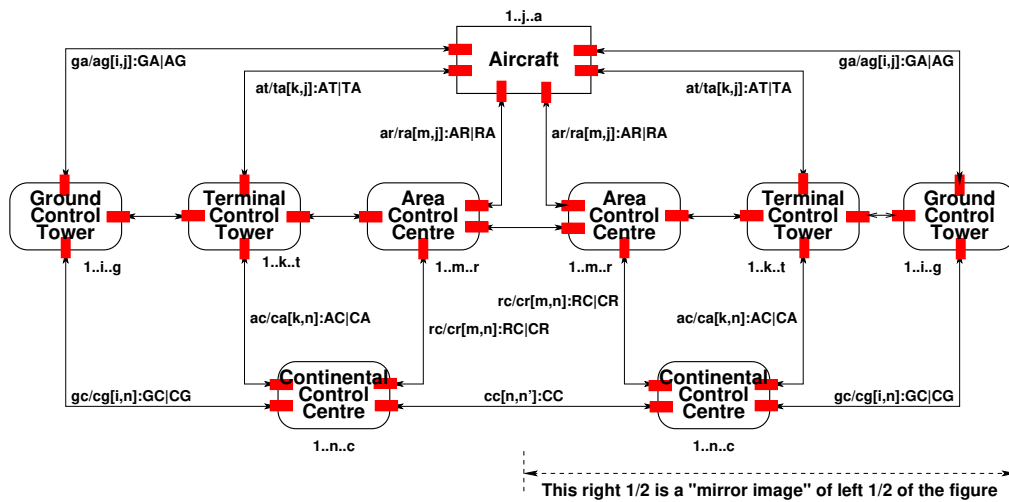 1..j..a
Aircraft
ga/ag[i,j]:GA|AG
ga/ag[i,j]:GA|AG
at/ta[k,j]:AT|TA
at/ta[k,j]:AT|TA
ar/ra[m,j]:AR|RA
ar/ra[m,j]:AR|RA
Ground
Control
Tower
Terminal
Control
Tower
Area
Control
Centre
Area
Control
Centre
Terminal
Control
Tower
Ground
Control
Tower
1..i..g
1..k..t
1..m..r
1..m..r
1..k..t
1..i..g
rc/cr[m,n]:RC|CR
ac/ca[k,n]:AC|CA
rc/cr[m,n]:RC|CR
ac/ca[k,n]:AC|CA
Continental
Control
Centre
Continental
Control
Centre
gc/cg[i,n]:GC|CG
cc[n,n']:CC
gc/cg[i,n]:GC|CG
1..n..c
1..n..c
This right 1/2 is a "mirror image" of left 1/2 of the figure